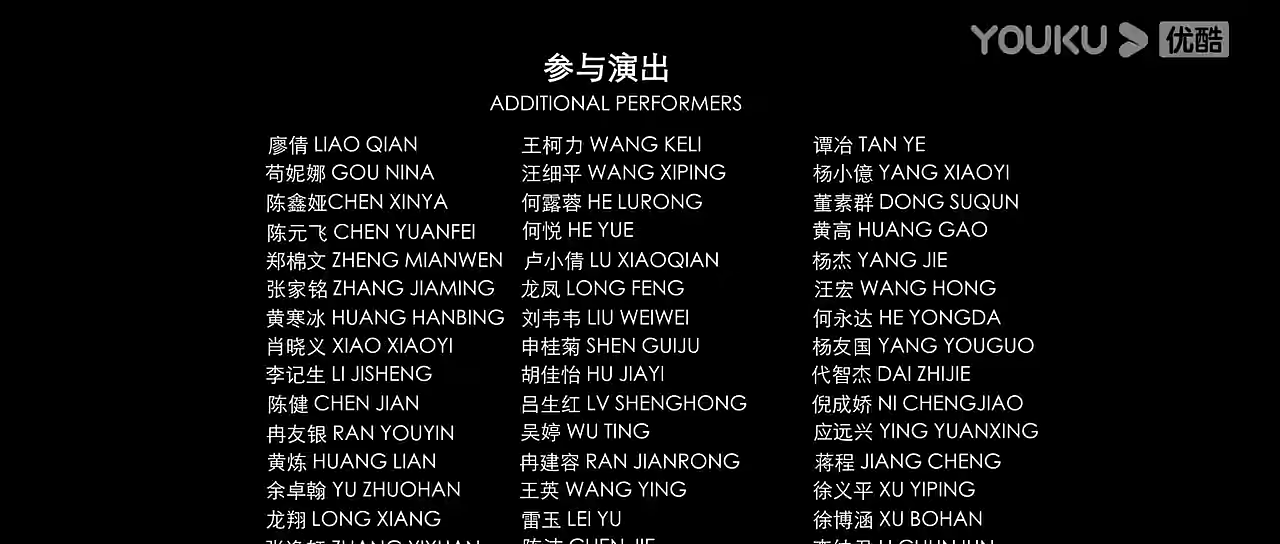 YOUKU 优酷
参与演出
ADDITIONAL PERFORMERS
廖倩 LIAO QIAN 王柯力 WANG KELI 谭冶 TAN YE
苟妮娜 GOU NINA 汪细平 WANG XIPING 杨小億 YANG XIAOYI
陈鑫娅CHEN XINYA 何露蓉 HE LURONG 董素群 DONG SUQUN
陈元飞 CHEN YUANFEI 何悦 HE YUE 黄高 HUANG GAO
郑棉文 ZHENG MIANWEN 卢小倩 LU XIAOQIAN 杨杰 YANG JIE
张家铭 ZHANG JIAMING 龙凤 LONG FENG 汪宏 WANG HONG
黄寒冰 HUANG HANBING 刘韦韦 LIU WEIWEI 何永达 HE YONGDA
肖晓义 XIAO XIAOYI 申桂菊 SHEN GUIJU 杨友国 YANG YOUGUO
李记生 LI JISHENG 胡佳怡 HU JIAYI 代智杰 DAI ZHIJIE
陈健 CHEN JIAN 吕生红 LV SHENGHONG 倪成娇 NI CHENGJIAO
冉友银 RAN YOUYIN 吴婷 WU TING 应远兴 YING YUANXING
黄炼 HUANG LIAN 冉建容 RAN JIANRONG 蒋程 JIANG CHENG
余卓翰 YU ZHUOHAN 王英 WANG YING 徐义平 XU YIPING
龙翔 LONG XIANG 雷玉 LEI YU 徐博涵 XU BOHAN